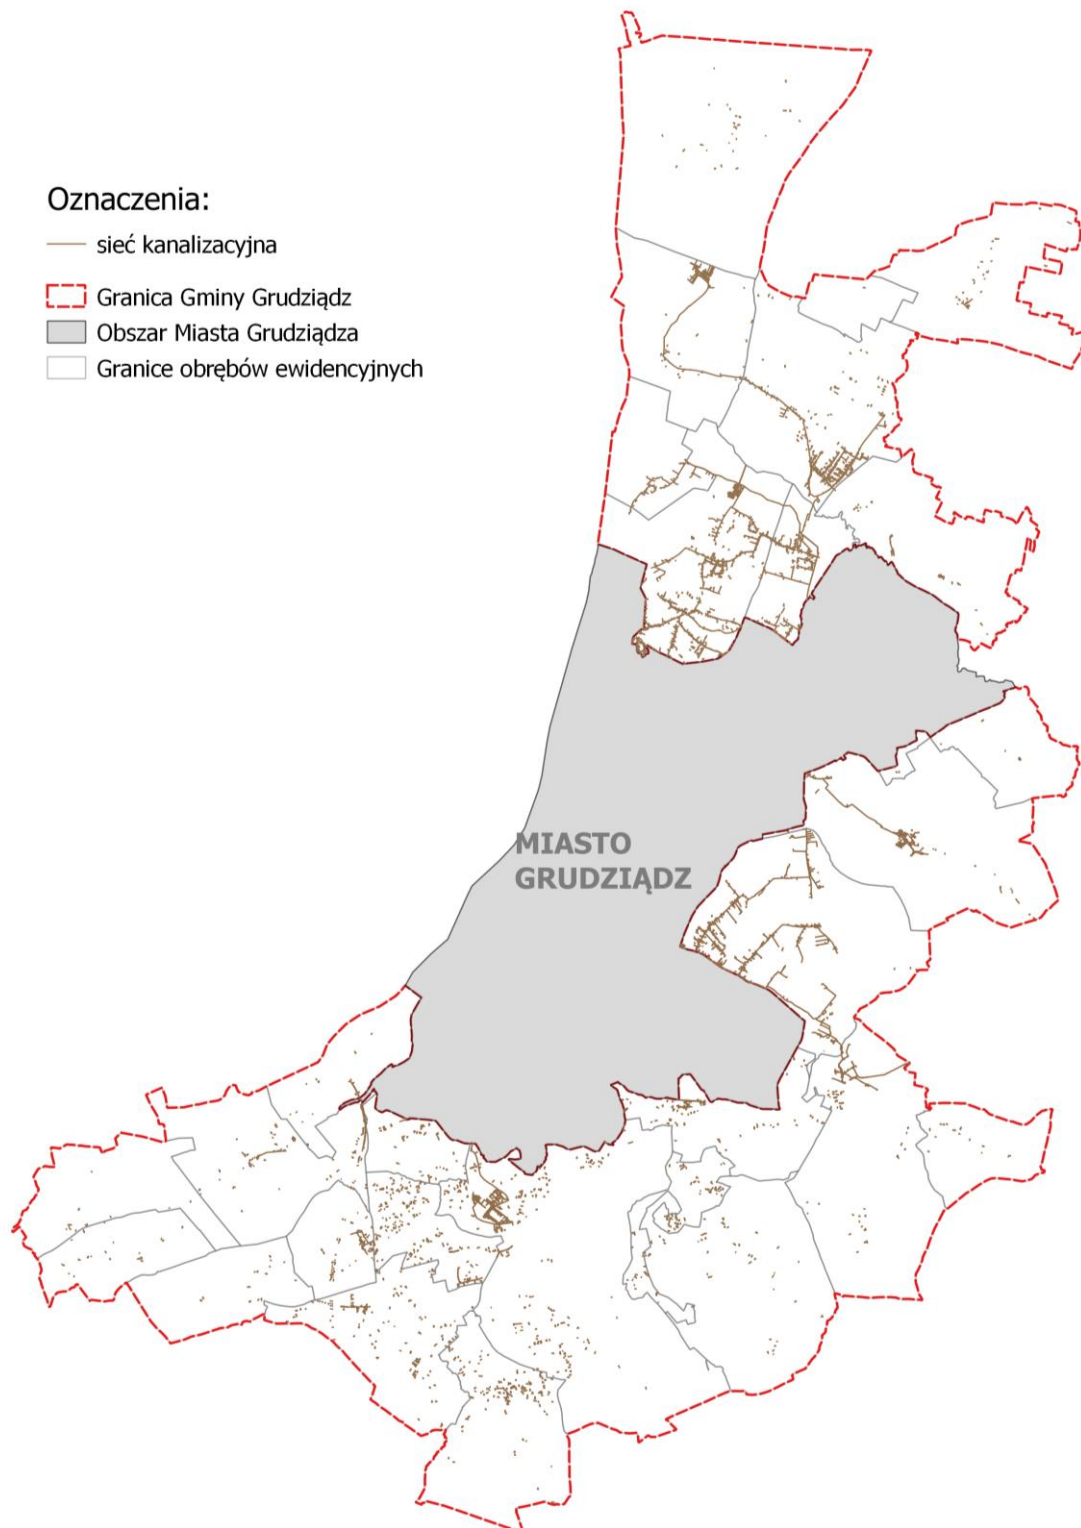 Oznaczenia:
sieć kanalizacyjna
Granica Gminy Grudziądz
Obszar Miasta Grudziądza
Granice obrębów ewidencyjnych
MIASTO
GRUDZIĄDZ